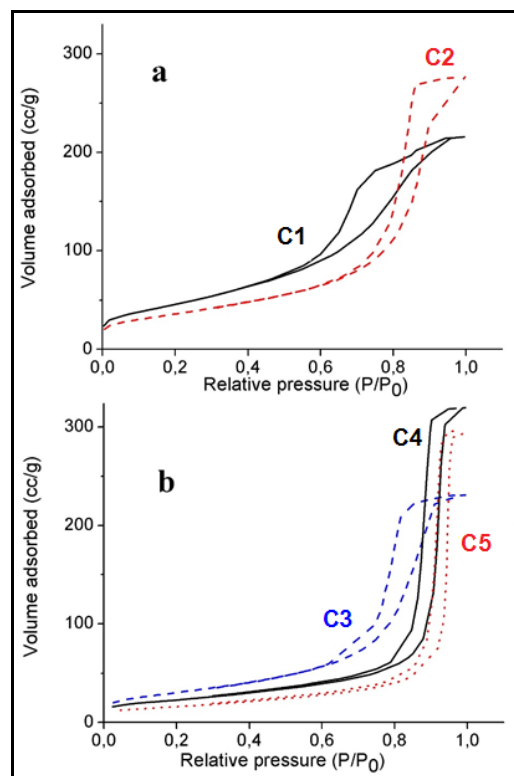 a
C2
C1
Volume adsorbed (cc/g)
300
200
100
0
0,0 0,2 0,4 0,6 0,8 1,0
Relative pressure (P/P0)
b
C4
C5
C3
Volume adsorbed (cc/g)
300
200
100
0
0,0 0,2 0,4 0,6 0,8 1,0
Relative pressure (P/P0)